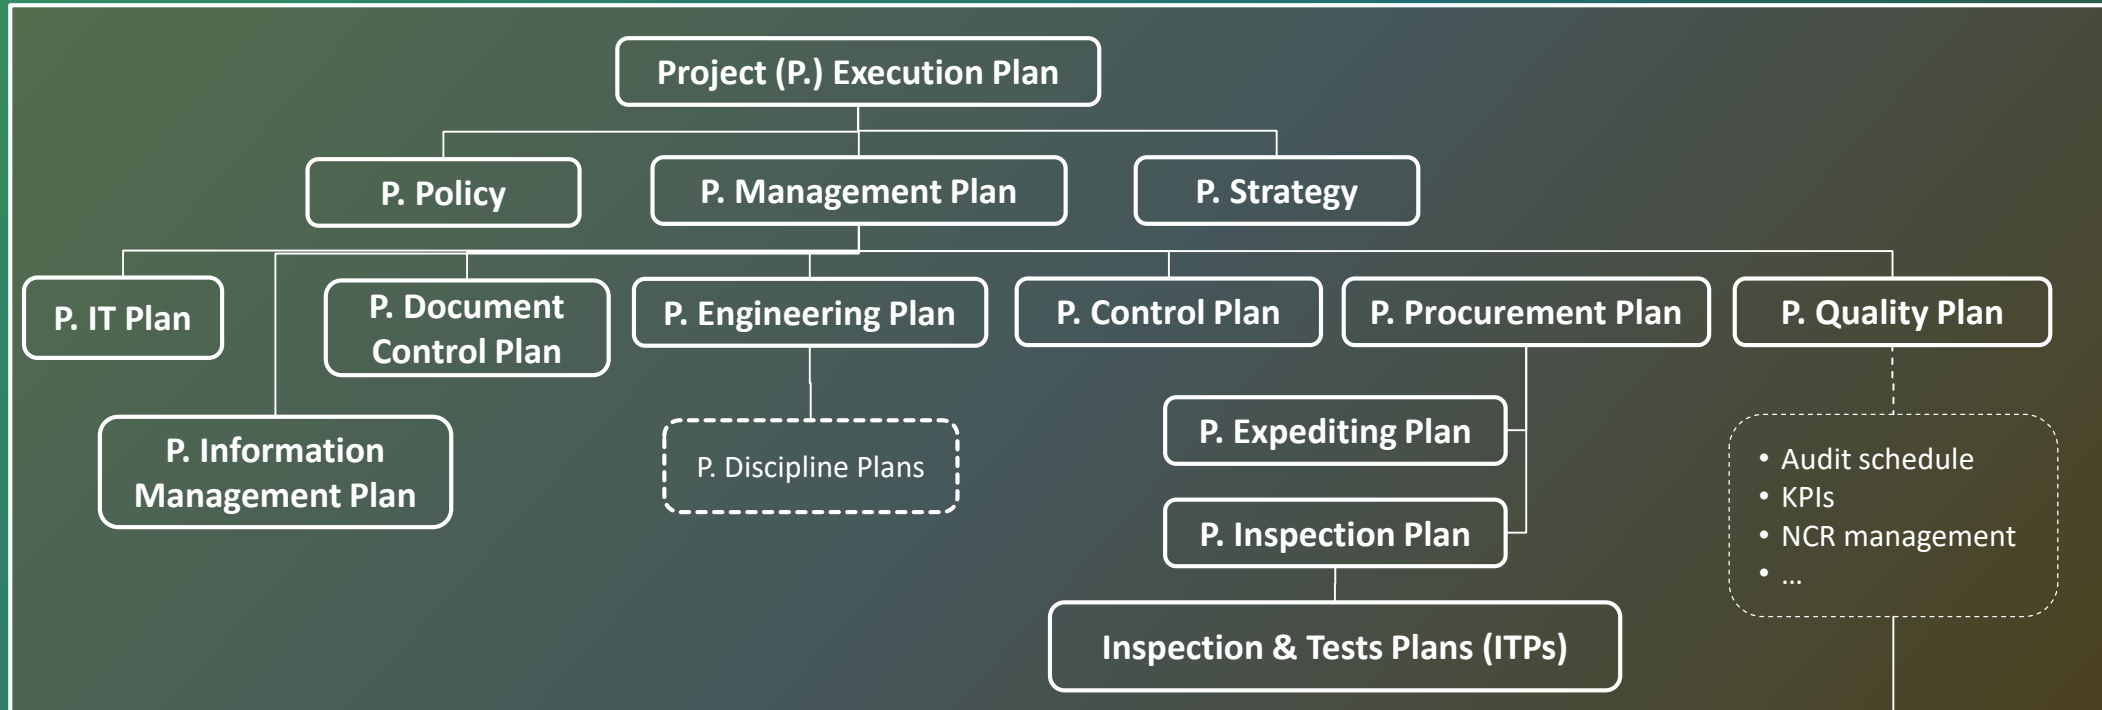 Project (P.) Execution Plan
P. Policy
P. Management Plan
P. Strategy
P. IT Plan
P. Document
Control Plan
P. Engineering Plan
P. Control Plan
P. Procurement Plan
P. Quality Plan
P. Information
Management Plan
P. Discipline Plans
P. Expediting Plan
P. Inspection Plan
Inspection & Tests Plans (ITPs)
• Audit schedule
• KPIs
• NCR management
• ...